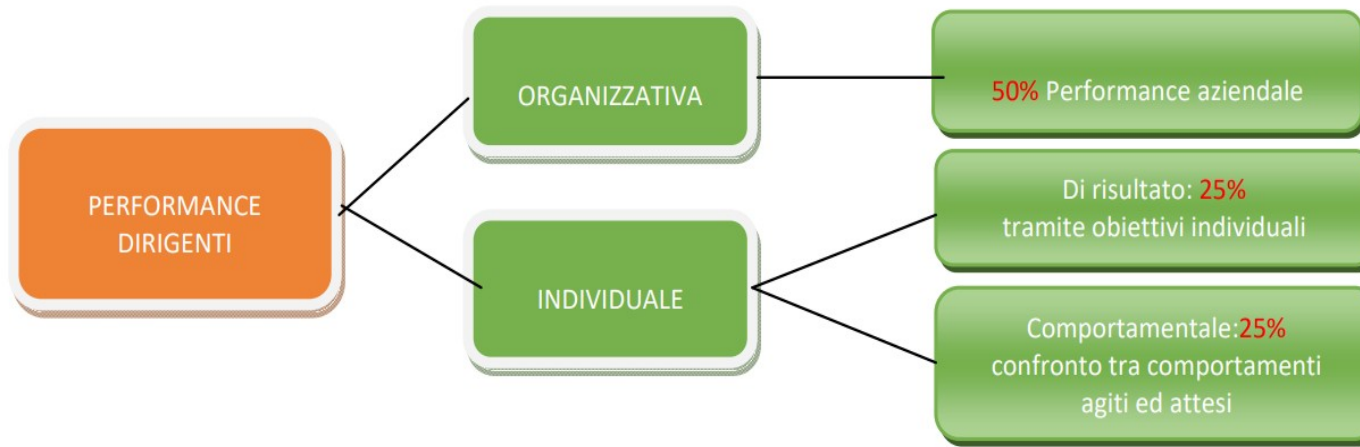 PERFORMANCE
DIRIGENTI
ORGANIZZATIVA
50% Performance aziendale
INDIVIDUALE
Di risultato: 25%
tramite obiettivi individuali
Comportamentale:25%
confronto tra comportamenti
agiti ed attesi